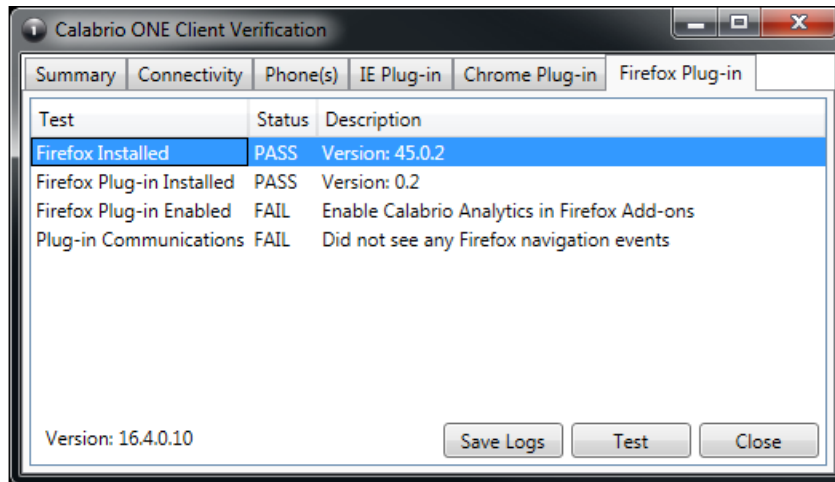 Calabrio ONE Client Verification
Summary Connectivity Phone(s) IE Plug-in Chrome Plug-in Firefox Plug-in
Test Status Description
Firefox Installed PASS Version: 45.0.2
Firefox Plug-in Installed PASS Version: 0.2
Firefox Plug-in Enabled FAIL Enable Calabrio Analytics in Firefox Add-ons
Plug-in Communications FAIL Did not see any Firefox navigation events
Version: 16.4.0.10 Save Logs Test Close